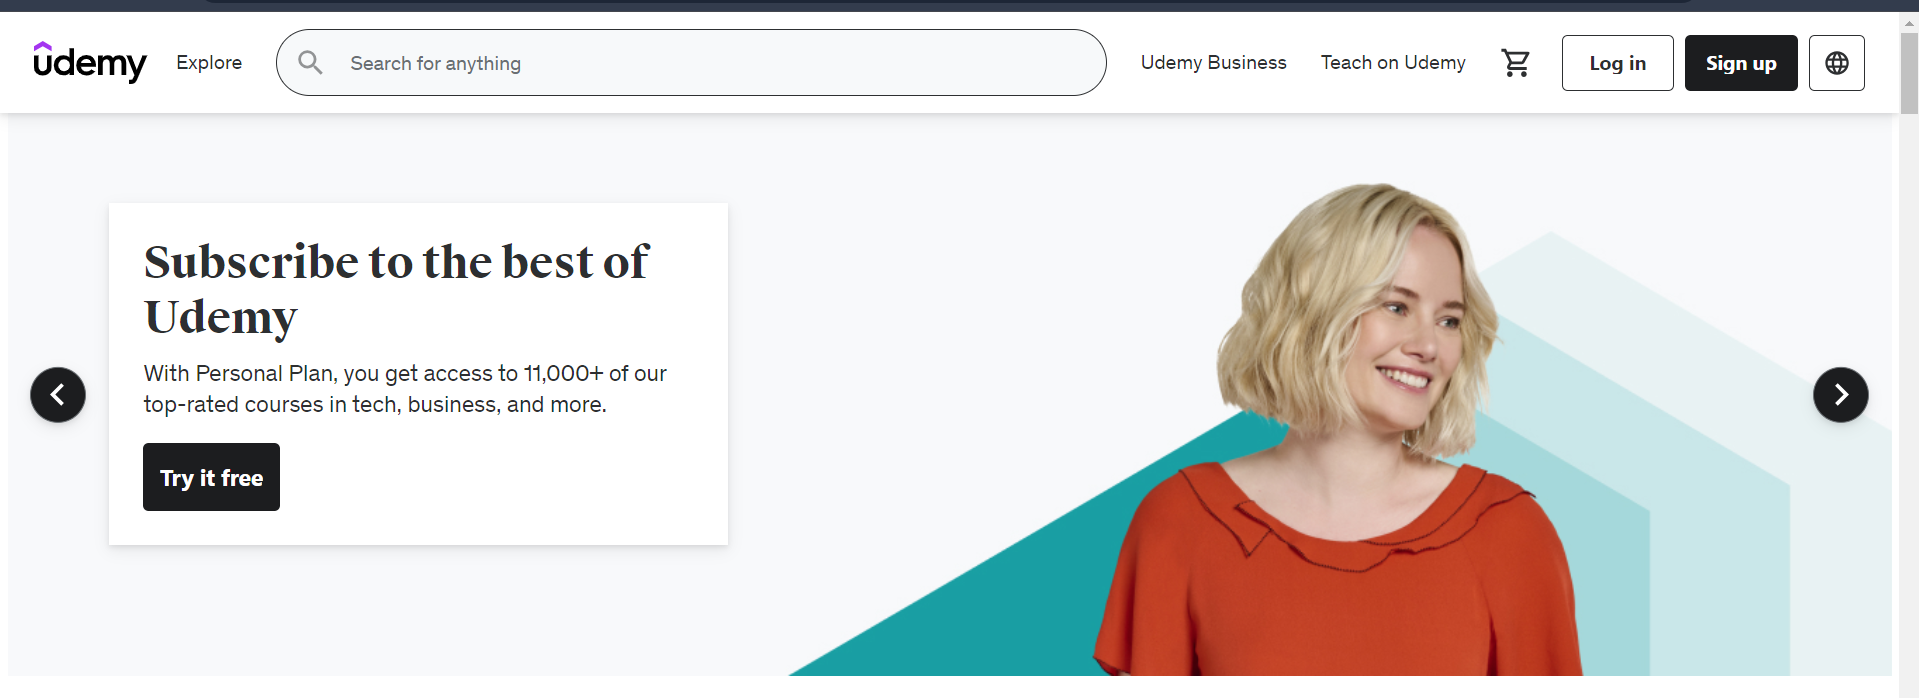 udemy
Explore
Search for anything
Udemy Business
Teach on Udemy
Log in
Sign up
Subscribe to the best of
Udemy
With Personal Plan, you get access to 11,000+ of our
top-rated courses in tech, business, and more.
Try it free